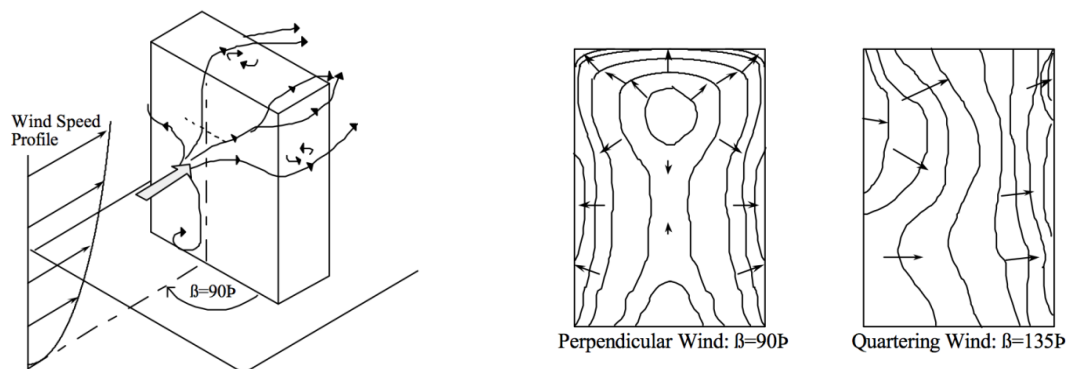 Wind Speed
Profile
ß=90Þ
Perpendicular Wind: ß=90Þ
Quartering Wind: ß=135Þ